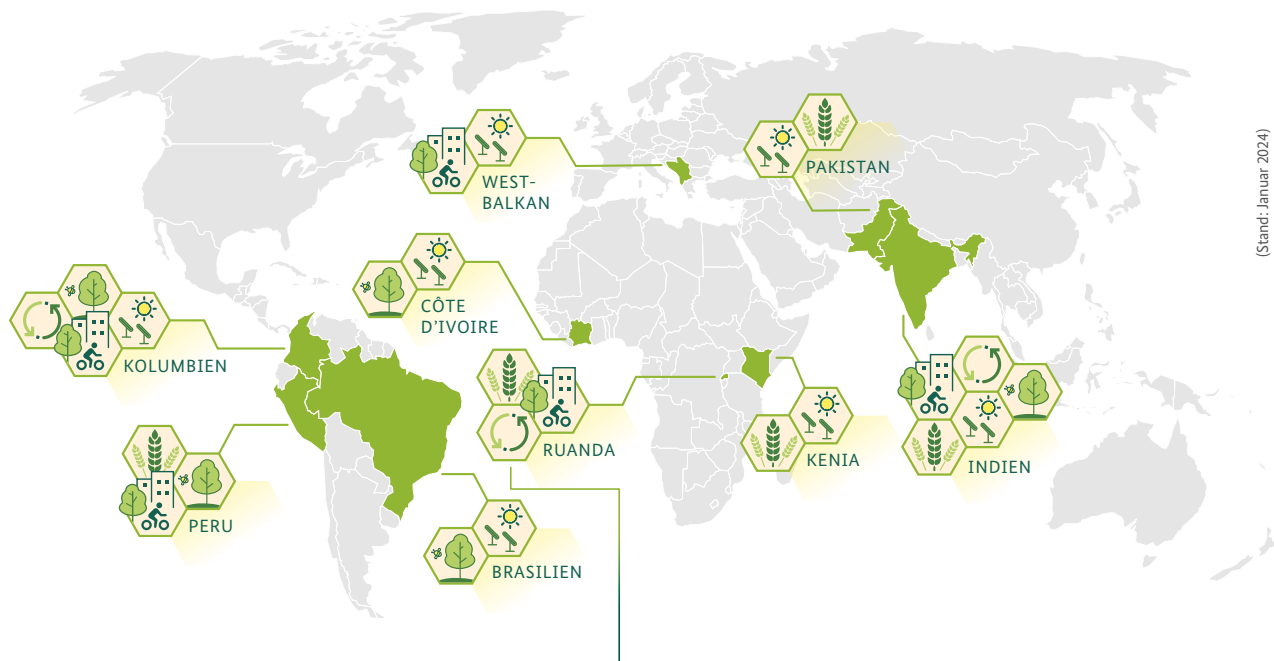 WEST-
BALKAN
PAKISTAN
(Stand: Januar 2024)
CÔTE
D'IVOIRE
KOLUMBIEN
RUANDA
KENIA
INDIEN
PERU
BRASILIEN